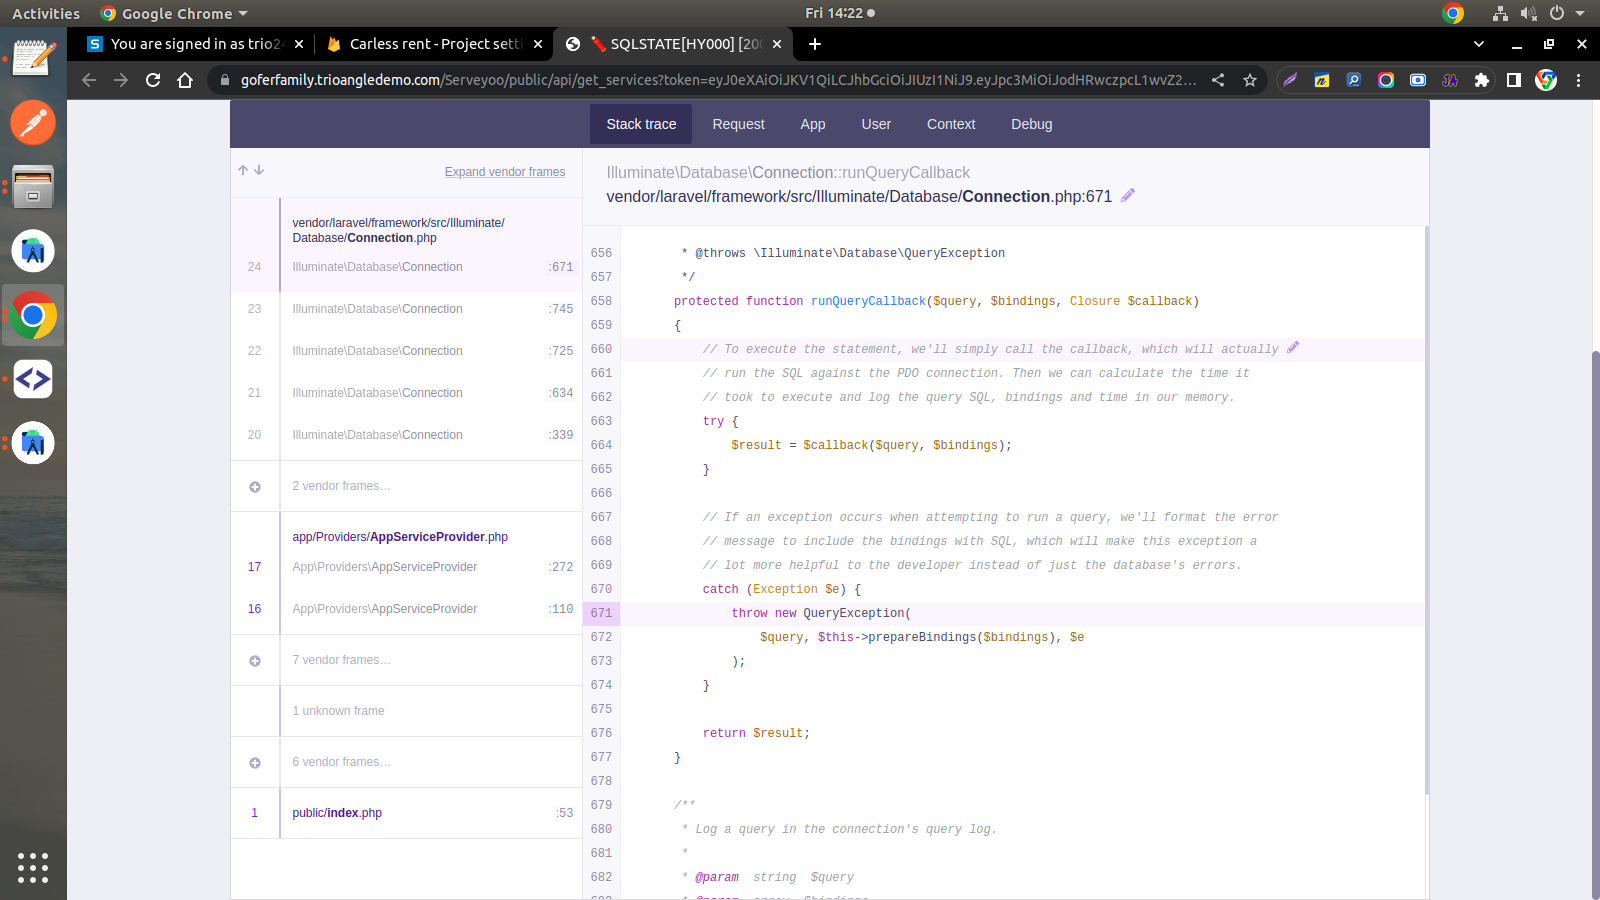 Activities
Google Chrome
Fri 14:22
You are signed in as trio24
Carless rent - Project setti
SQLSTATE[HY000] [200
goferfamily.trioangledemo.com/Serveyoo/public/api/get_services?token=eyJ0eXAiOiJKV1QiLCJhbGciOiJIUzI1NiJ9.eyJpc3MiOiJodHRwczpcL1wvZ2...
Stack trace
Request
App
User
Context
Debug
Expand vendor frames
vendor/laravel/framework/src/Illuminate/
Database/Connection.php
24 Illuminate\Database\Connection :671
23 Illuminate\Database\Connection :745
22 Illuminate\Database\Connection :725
21 Illuminate\Database\Connection :634
20 Illuminate\Database\Connection :339
2 vendor frames…
app/Providers/AppServiceProvider.php
17 App\Providers\AppServiceProvider :272
16 App\Providers\AppServiceProvider :110
7 vendor frames…
1 unknown frame
6 vendor frames…
1 public/index.php :53
Illuminate\Database\Connection::runQueryCallback
vendor/laravel/framework/src/Illuminate/Database/Connection.php:671
656 * @throws \Illuminate\Database\QueryException
657 */
658 protected function runQueryCallback($query, $bindings, Closure $callback)
659 {
660 // To execute the statement, we'll simply call the callback, which will actually
661 // run the SQL against the PDO connection. Then we can calculate the time it
662 // took to execute and log the query SQL, bindings and time in our memory.
663 try {
664 $result = $callback($query, $bindings);
665 }
666
667 // If an exception occurs when attempting to run a query, we'll format the error
668 // message to include the bindings with SQL, which will make this exception a
669 // lot more helpful to the developer instead of just the database's errors.
670 catch (Exception $e) {
671 throw new QueryException(
672 $query, $this->prepareBindings($bindings), $e
673 );
674 }
675
676 return $result;
677 }
678
679 /**
680 * Log a query in the connection's query log.
681 *
682 * @param string $query